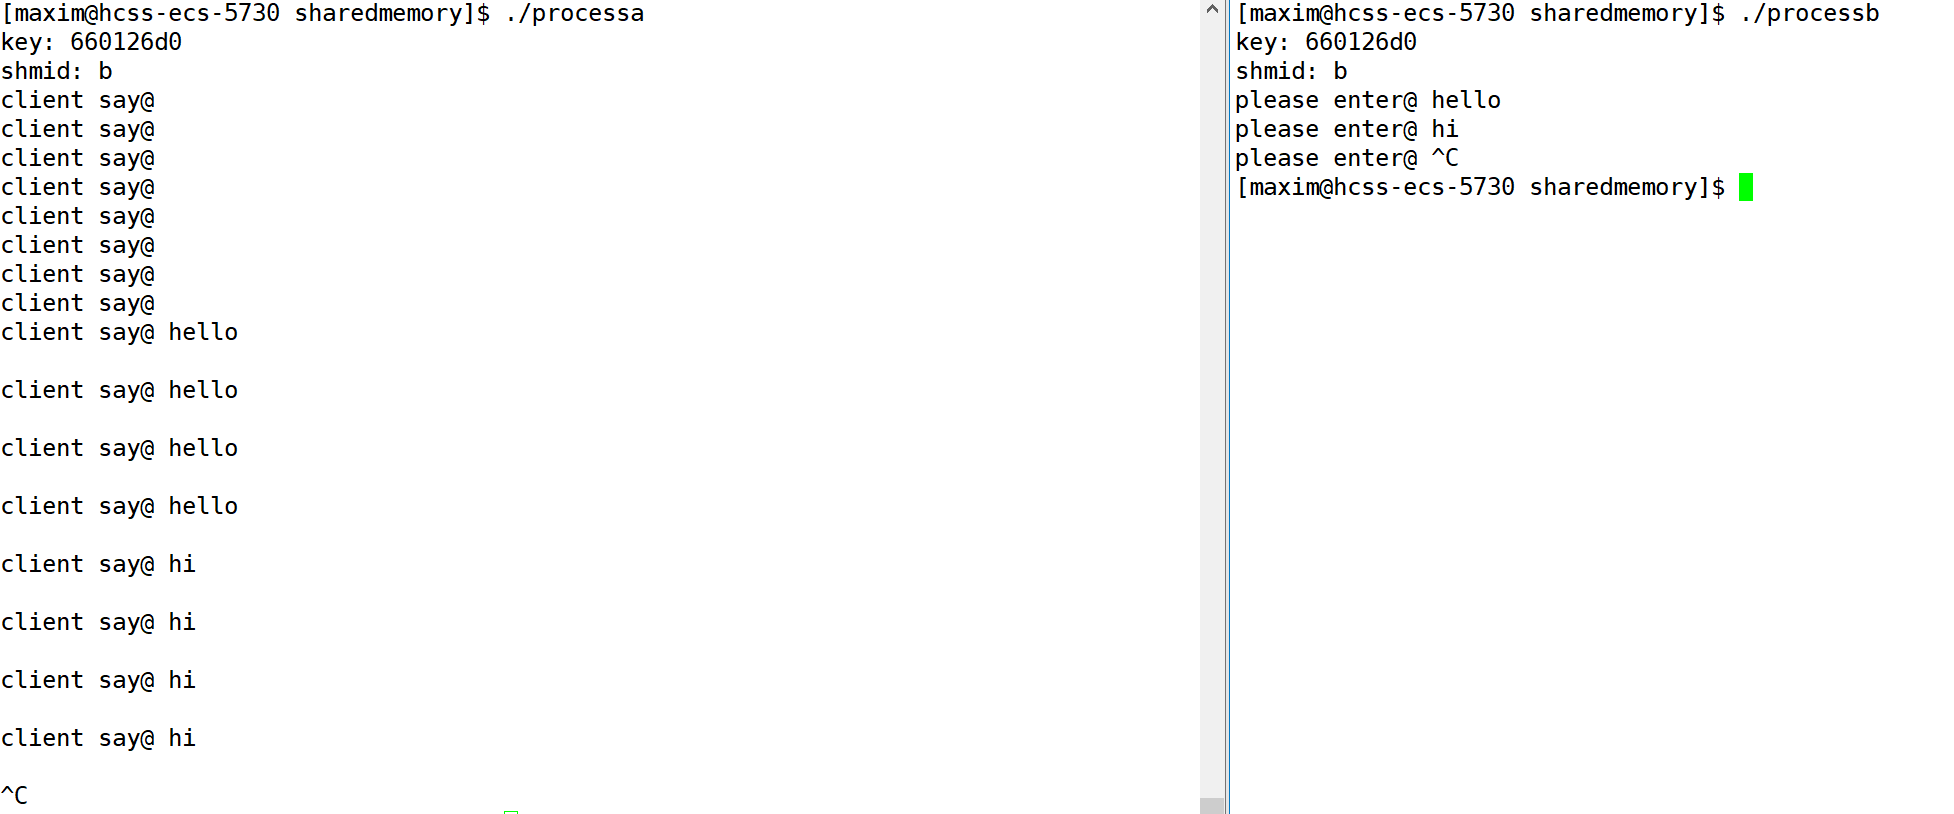 [maxim@hcss-ecs-5730 sharedmemory]$ ./processa
key: 660126d0
shmid: b
client say@
client say@
client say@
client say@
client say@
client say@
client say@
client say@
client say@ hello
client say@ hello
client say@ hello
client say@ hello
client say@ hi
client say@ hi
client say@ hi
client say@ hi
^C
[maxim@hcss-ecs-5730 sharedmemory]$ ./processb
key: 660126d0
shmid: b
please enter@ hello
please enter@ hi
please enter@ ^C
[maxim@hcss-ecs-5730 sharedmemory]$